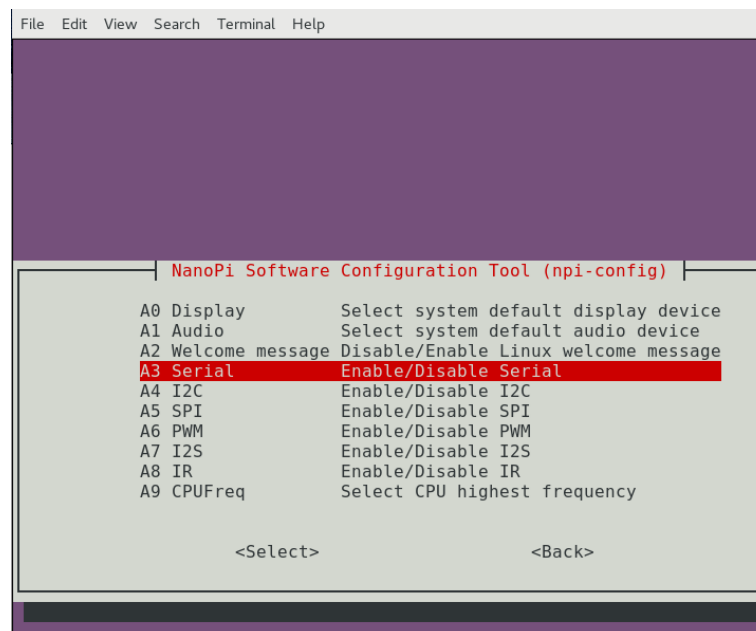 File Edit View Search Terminal Help
NanoPi Software Configuration Tool (npi-config)
A0 Display Select system default display device
A1 Audio Select system default audio device
A2 Welcome message Disable/Enable Linux welcome message
A3 Serial Enable/Disable Serial
A4 I2C Enable/Disable I2C
A5 SPI Enable/Disable SPI
A6 PWM Enable/Disable PWM
A7 I2S Enable/Disable I2S
A8 IR Enable/Disable IR
A9 CPUFreq Select CPU highest frequency
<Select> <Back>